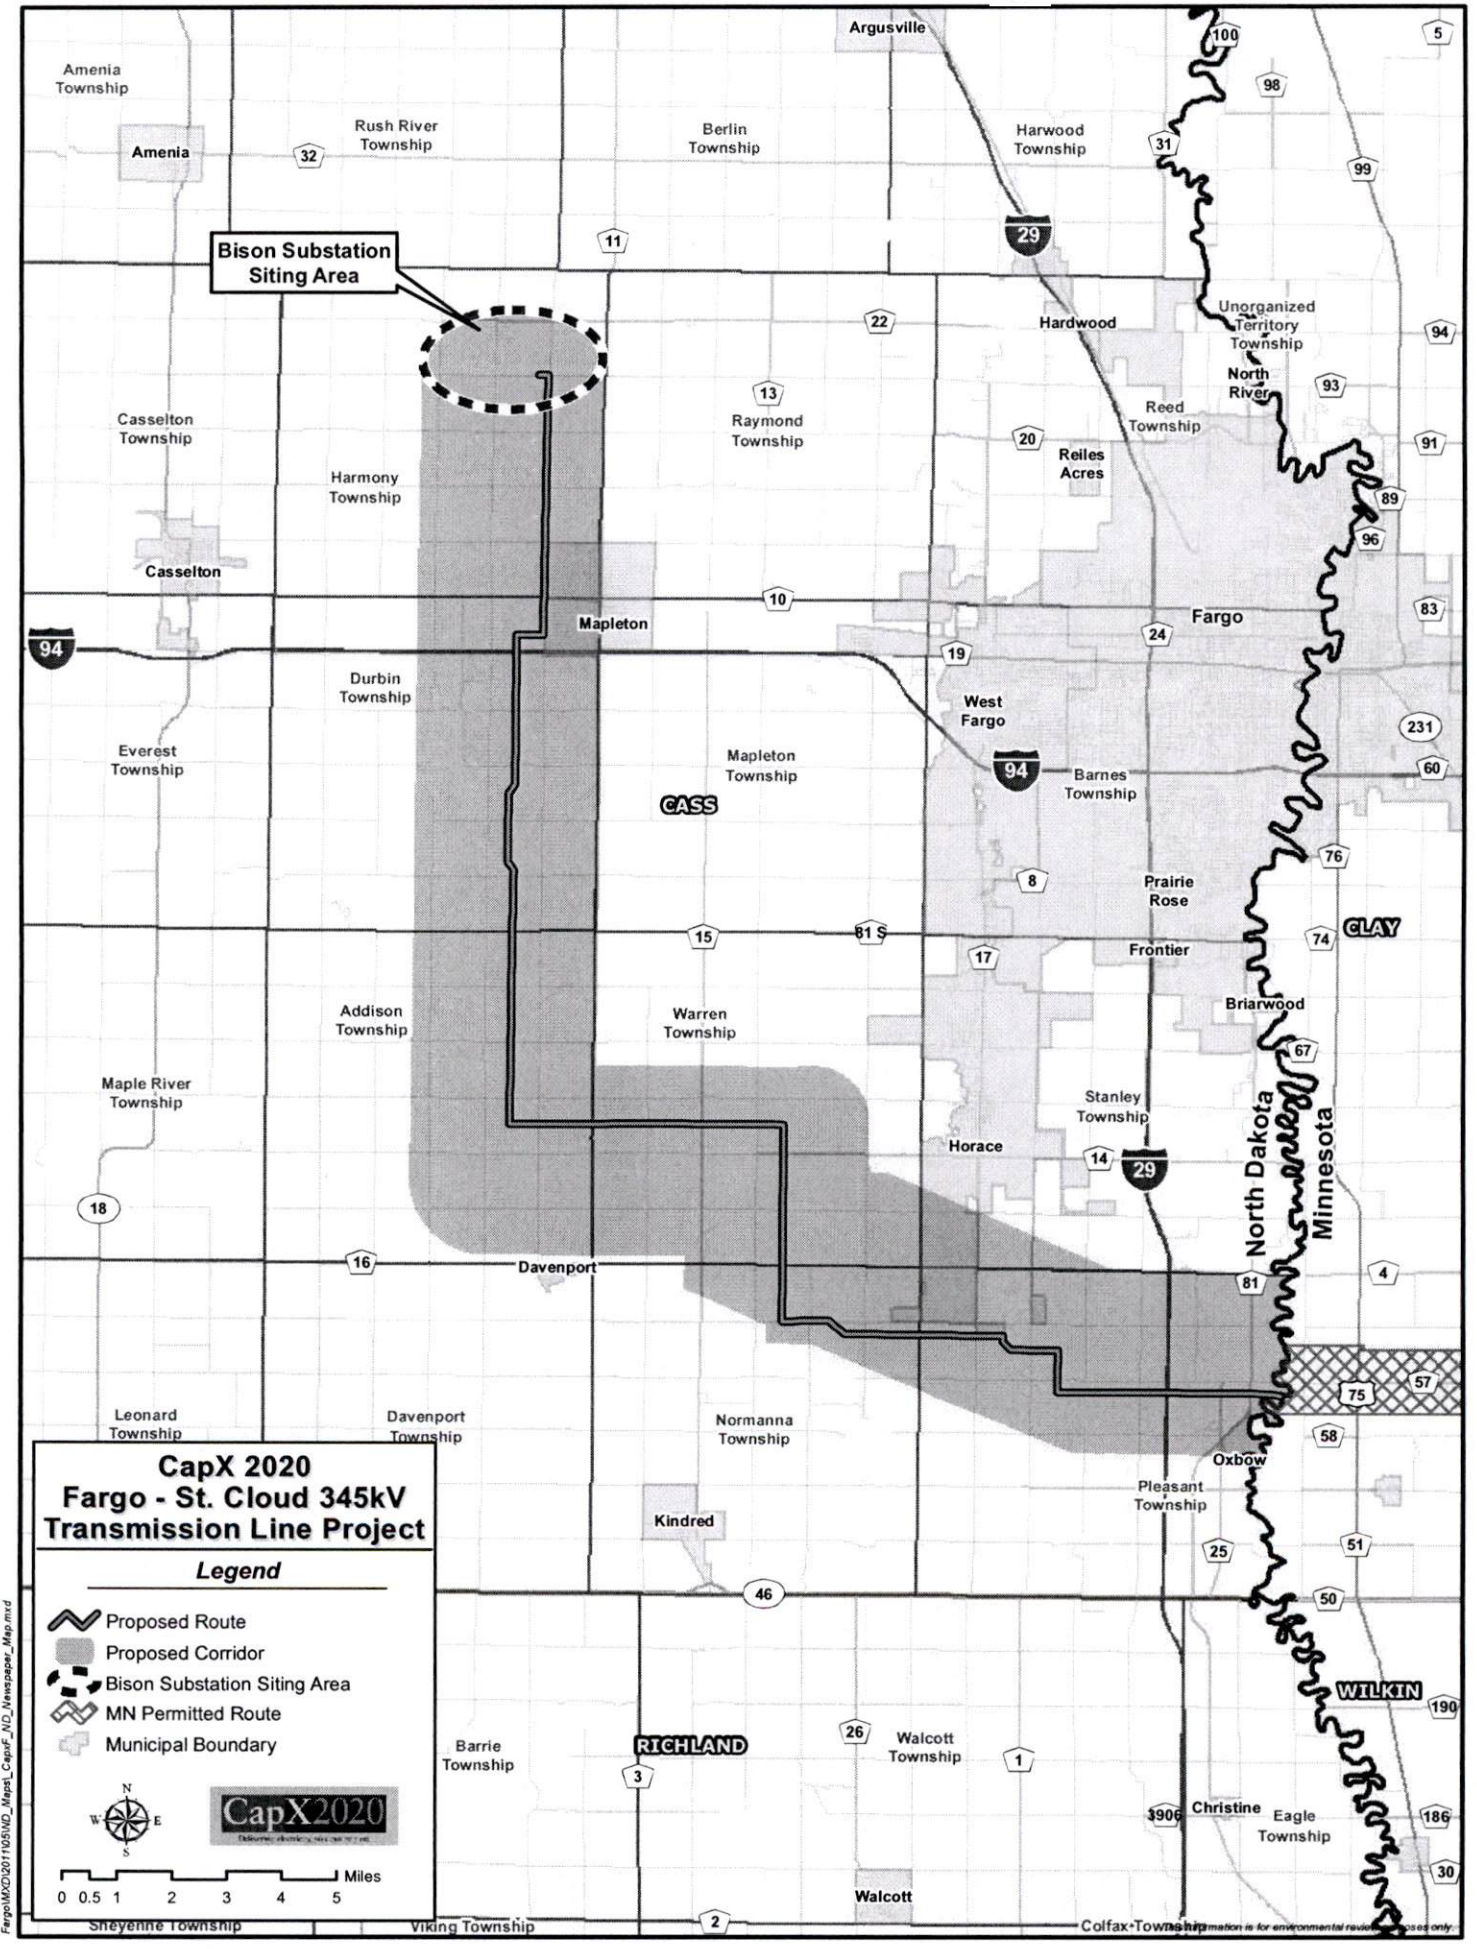 Argusville
100
5
Amenia
Township
98
Rush River
Township
Berlin
Township
Harwood
Township
31
Amenia
32
99
29
11
Bison Substation
Siting Area
Unorganized
Territory
Township
22
Hardwood
94
North
River
93
13
Casselton
Township
Raymond
Township
Reed
Township
20
91
Reiles
Acres
Harmony
Township
89
96
Casselton
10
83
Mapleton
Fargo
24
94
19
Durbin
Township
West
Fargo
231
Everest
Township
Mapleton
Township
94
60
Barnes
Township
CASS
76
8
Prairie
Rose
15
81 S
74
CLAY
17
Frontier
Briarwood
Addison
Township
Warren
Township
67
Maple River
Township
Stanley
Township
North Dakota
Minnesota
Horace
14
29
18
16
Davenport
81
4
57
75
Leonard
Township
Davenport
Township
Normanna
Township
58
Oxbow
Pleasant
Township
Kindred
25
51
46
50
CapX 2020
Fargo - St. Cloud 345kV
Transmission Line Project
Legend
Proposed Route
Proposed Corridor
Bison Substation Siting Area
MN Permitted Route
Municipal Boundary
N
W
E
S
CapX2020
Miles
0 0.5 1 2 3 4 5
WILKIN
190
26
RICHLAND
Barrie
Township
Walcott
Township
3
1
3906
Christine
Eagle
Township
186
30
Walcott
Sheyenne Township
Viking Township
2
Colfax Township